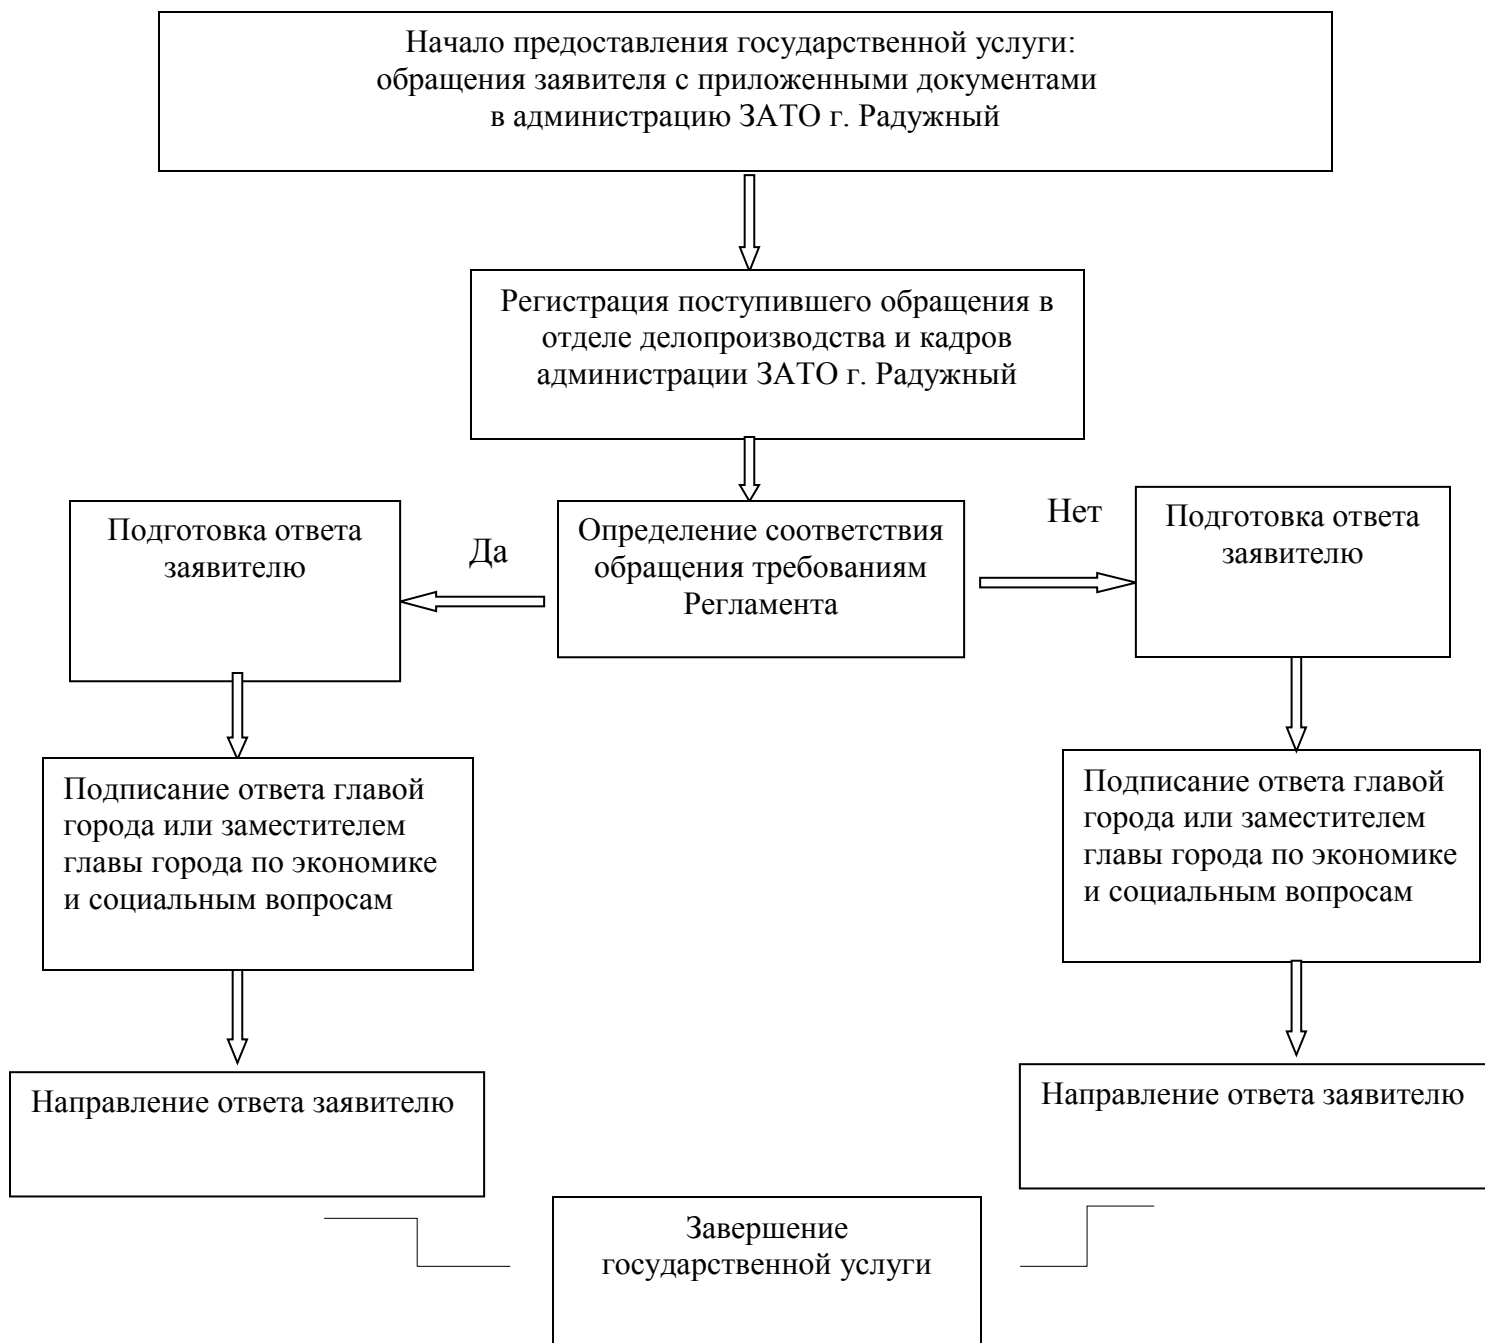 Начало предоставления государственной услуги:
обращения заявителя с приложенными документами
в администрацию ЗАТО г. Радужный
Регистрация поступившего обращения в
отделе делопроизводства и кадров
администрации ЗАТО г. Радужный
Подготовка ответа
заявителю
Да
Определение соответствия
обращения требованиям
Регламента
Нет
Подготовка ответа
заявителю
Подписание ответа главой
города или заместителем
главы города по экономике
и социальным вопросам
Подписание ответа главой
города или заместителем
главы города по экономике
и социальным вопросам
Направление ответа заявителю
Направление ответа заявителю
Завершение
государственной услуги